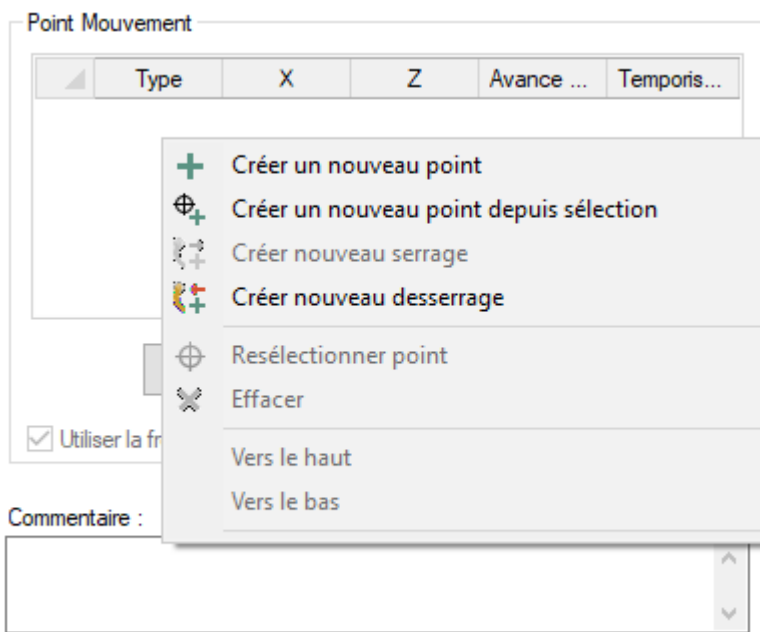 Point Mouvement
Type X Z Avance ... Temporis...
Créer un nouveau point
Créer un nouveau point depuis sélection
Créer nouveau serrage
Créer nouveau desserrage
Resélectionner point
Effacer
Utiliser la fr
Vers le haut
Vers le bas
Commentaire :